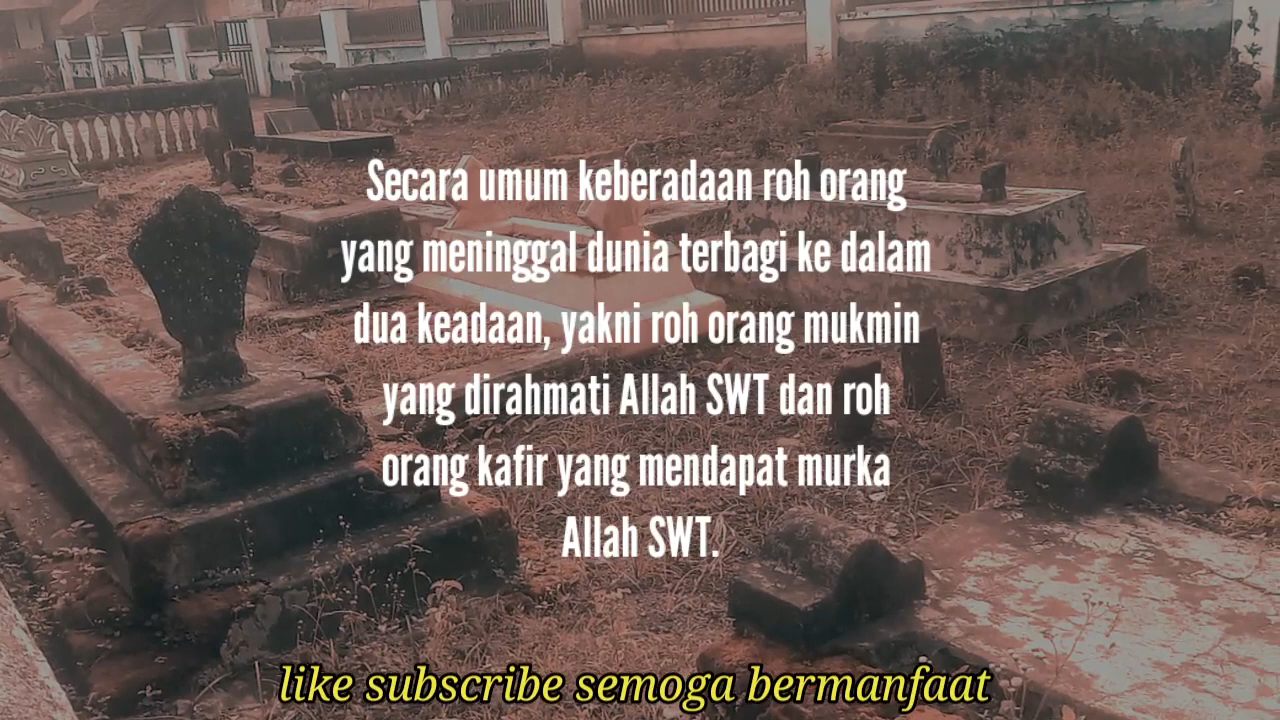 Secara umum keberadaan roh orang
yang meninggal dunia terbagi ke dalam
dua keadaan, yakni roh orang mukmin
yang dirahmati Allah SWT dan roh
orang kafir yang mendapat murka
Allah SWT.
like subscribe semoga bermanfaat